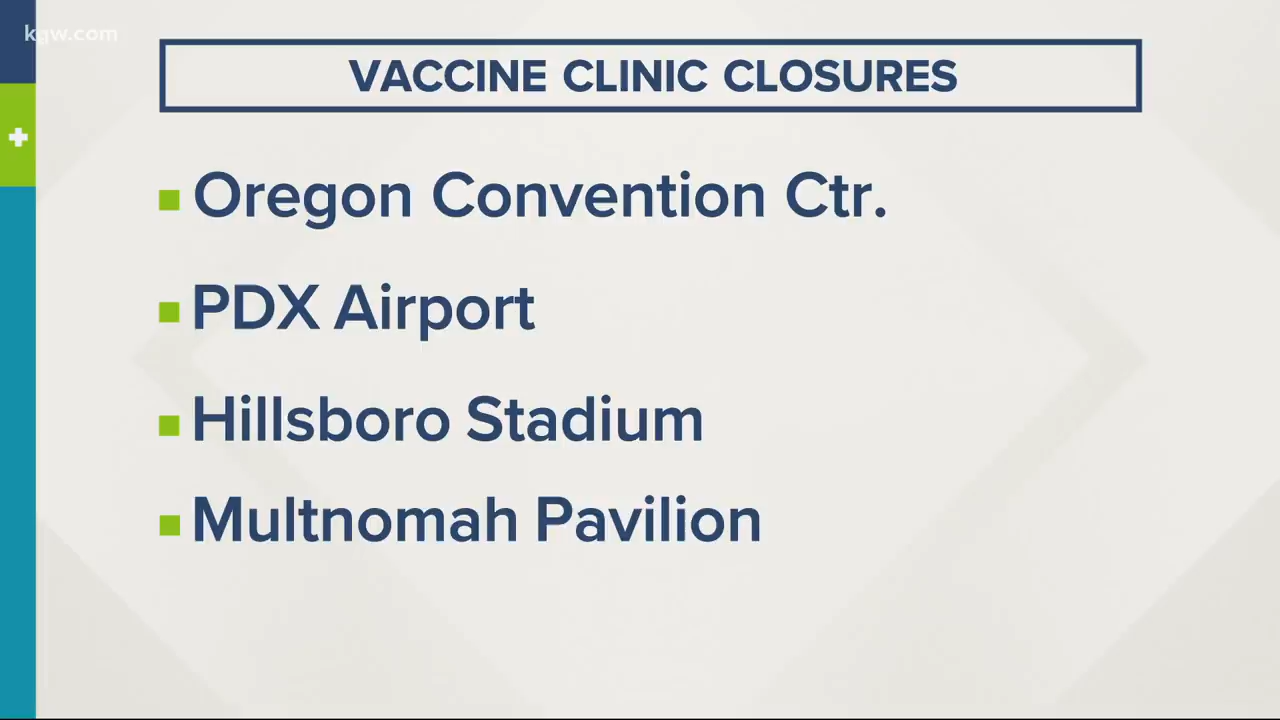 kgw.com
VACCINE CLINIC CLOSURES
Oregon Convention Ctr.
PDX Airport
Hillsboro Stadium
Multnomah Pavilion